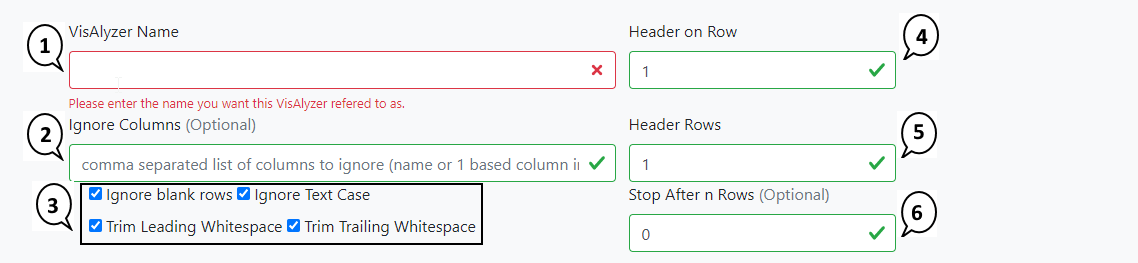 1
VisAlyzer Name
Please enter the name you want this VisAlyzer refered to as.
2
Ignore Columns (Optional)
comma separated list of columns to ignore (name or 1 based column
3
Ignore blank rows
Ignore Text Case
Trim Leading Whitespace
Trim Trailing Whitespace
4
Header on Row
1
5
Header Rows
1
6
Stop After n Rows (Optional)
0